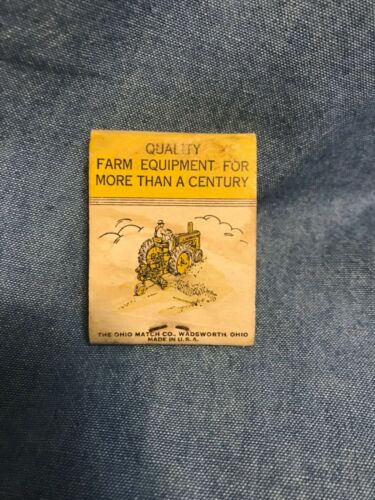 QUALITY
FARM EQUIPMENT FOR
MORE THAN A CENTURY
THE OHIO MATCH CO., WADSWORTH, OHIO
MADE IN U.S.A.